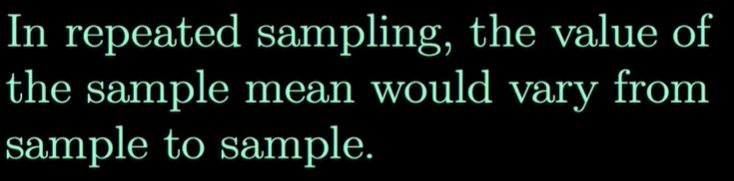 In repeated sampling, the value of
the sample mean would vary from
sample to sample.